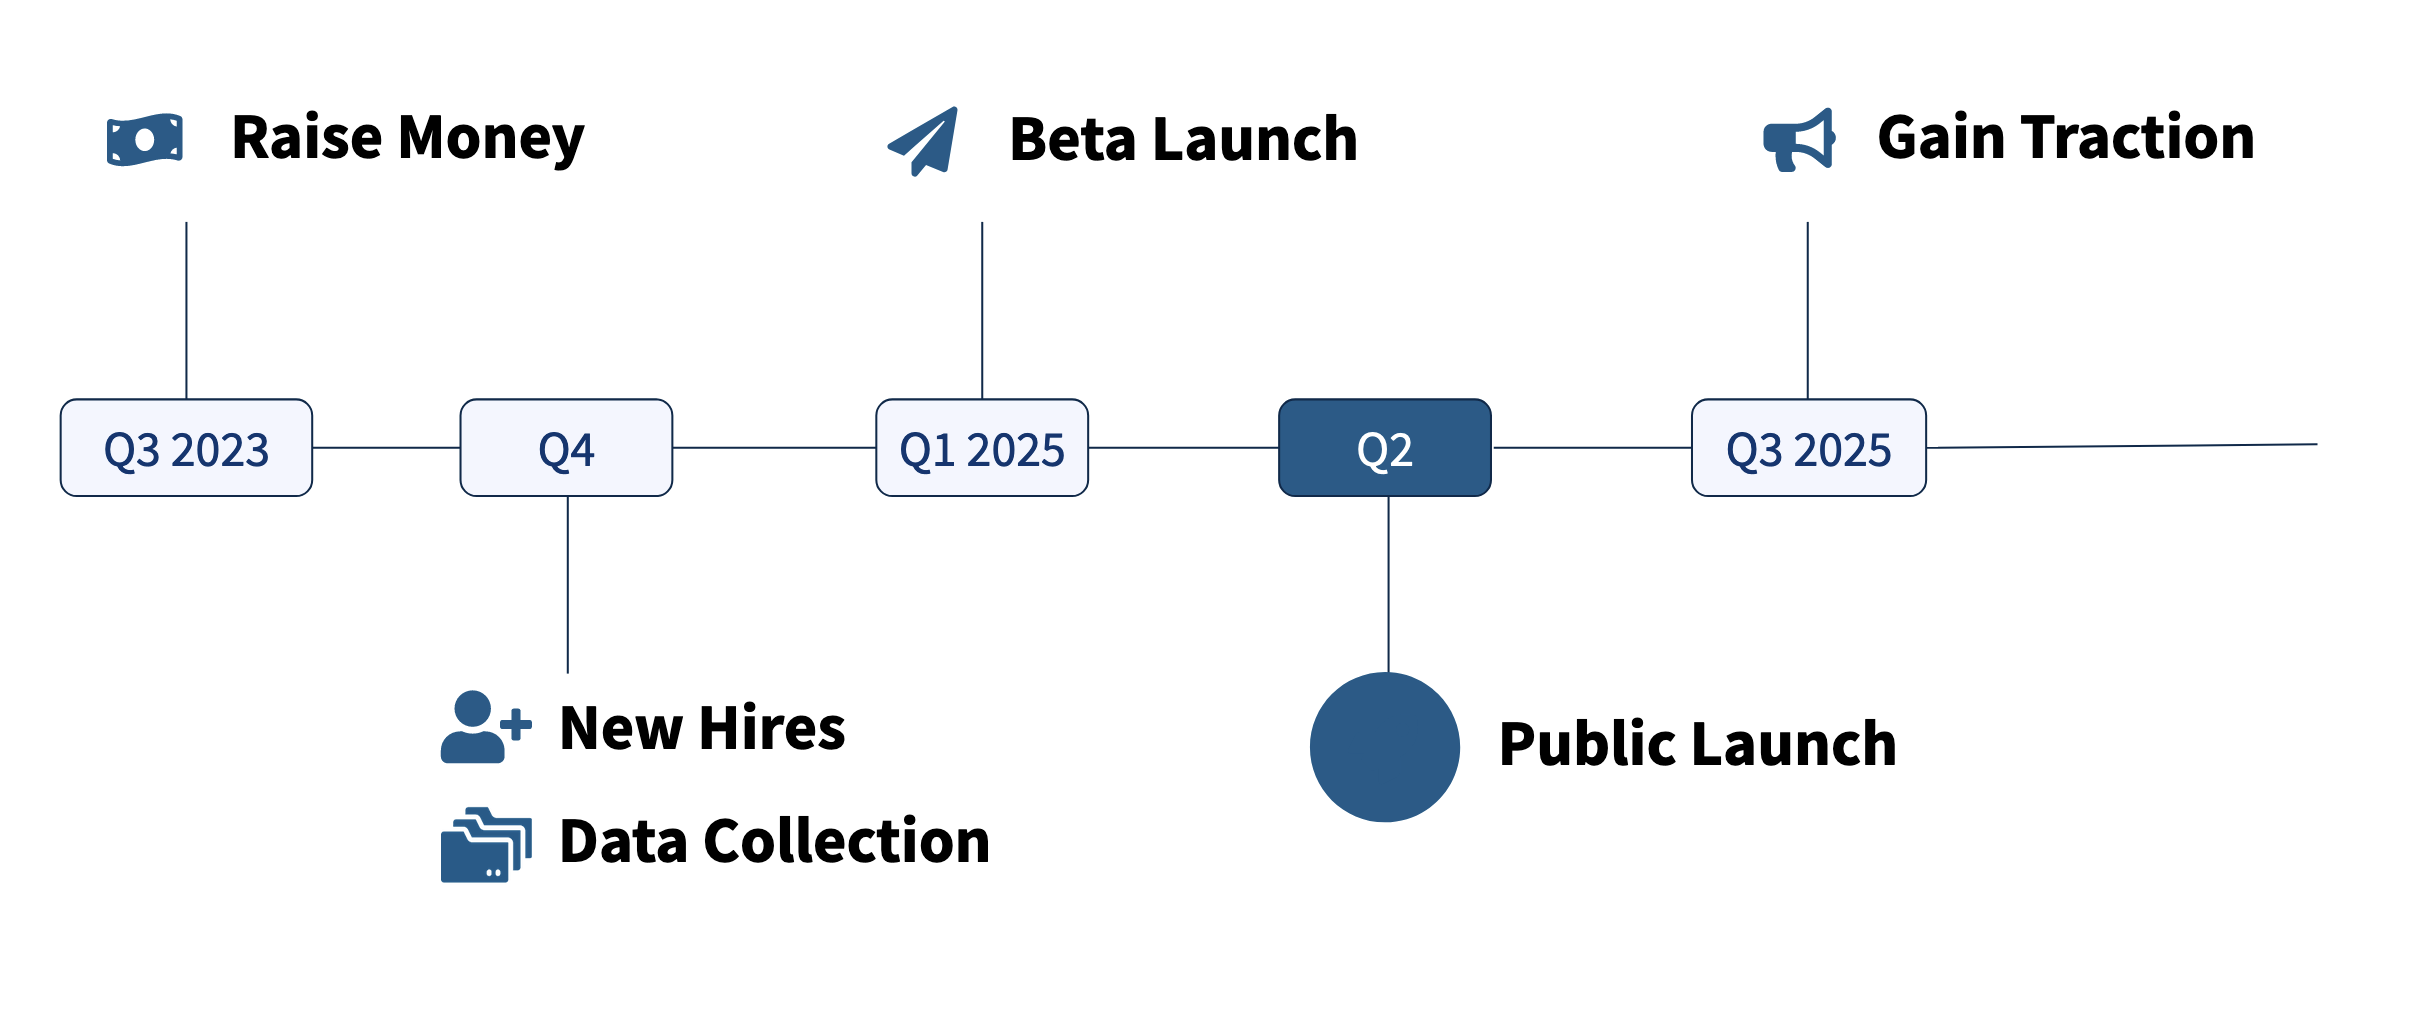 Raise Money
Beta Launch
Gain Traction
Q3 2023
Q4
Q1 2025
Q2
Q3 2025
New Hires
Data Collection
Public Launch